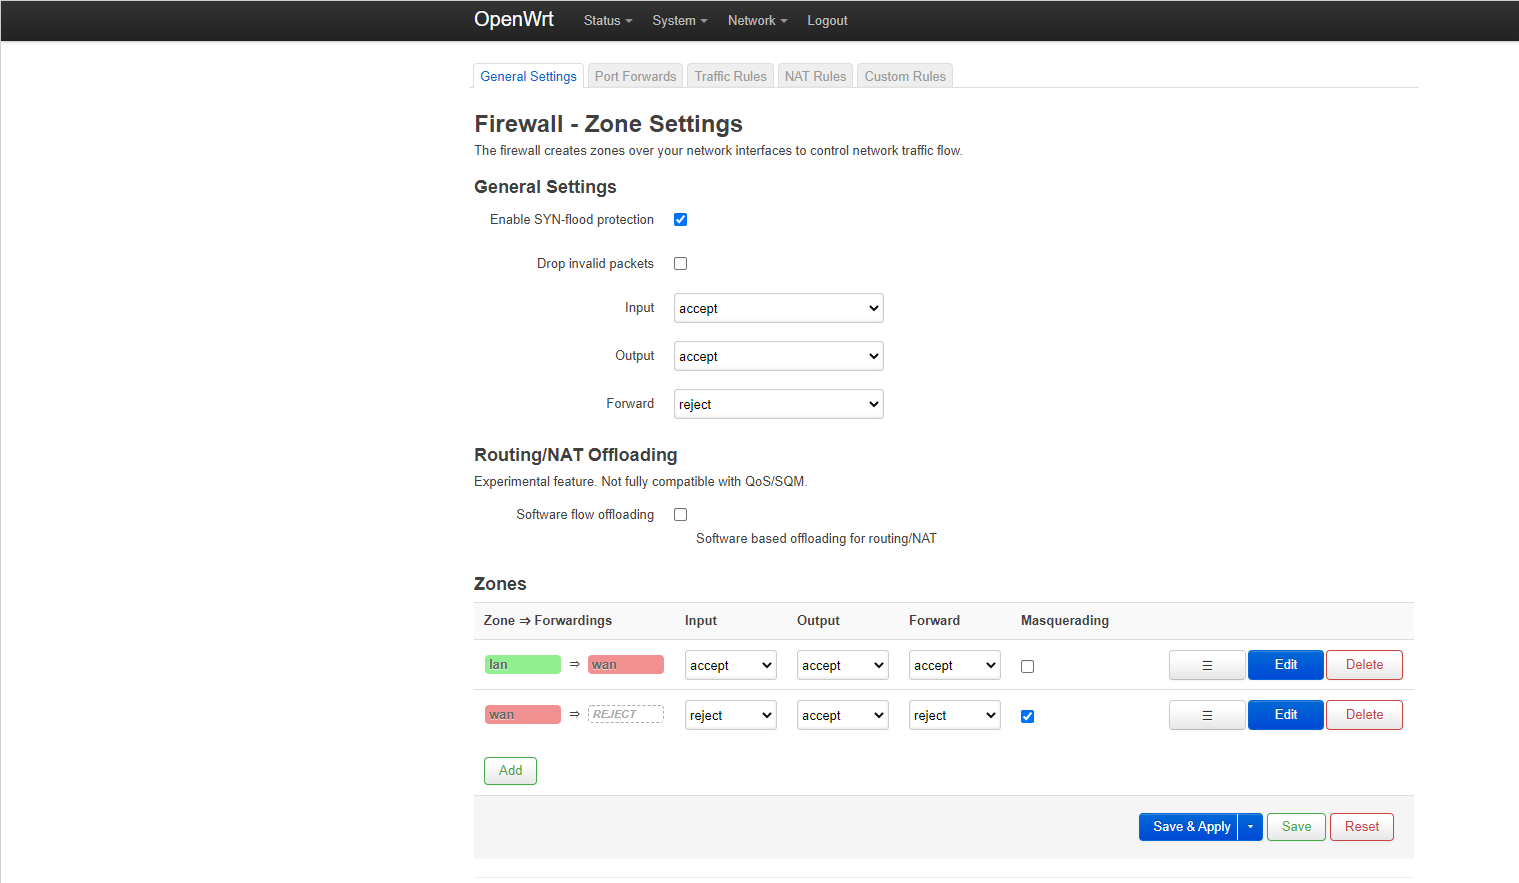 OpenWrt Status System Network Logout
General Settings Port Forwards Traffic Rules NAT Rules Custom Rules
Firewall - Zone Settings
The firewall creates zones over your network interfaces to control network traffic flow.
General Settings
Enable SYN-flood protection
Drop invalid packets
Input accept
Output accept
Forward reject
Routing/NAT Offloading
Experimental feature. Not fully compatible with QoS/SQM.
Software flow offloading
Software based offloading for routing/NAT
Zones
Zone ⇒ Forwardings Input Output Forward Masquerading
lan ⇒ wan accept accept accept ☰ Edit Delete
wan ⇒ REJECT reject accept reject ☰ Edit Delete
Add
Save & Apply Save Reset